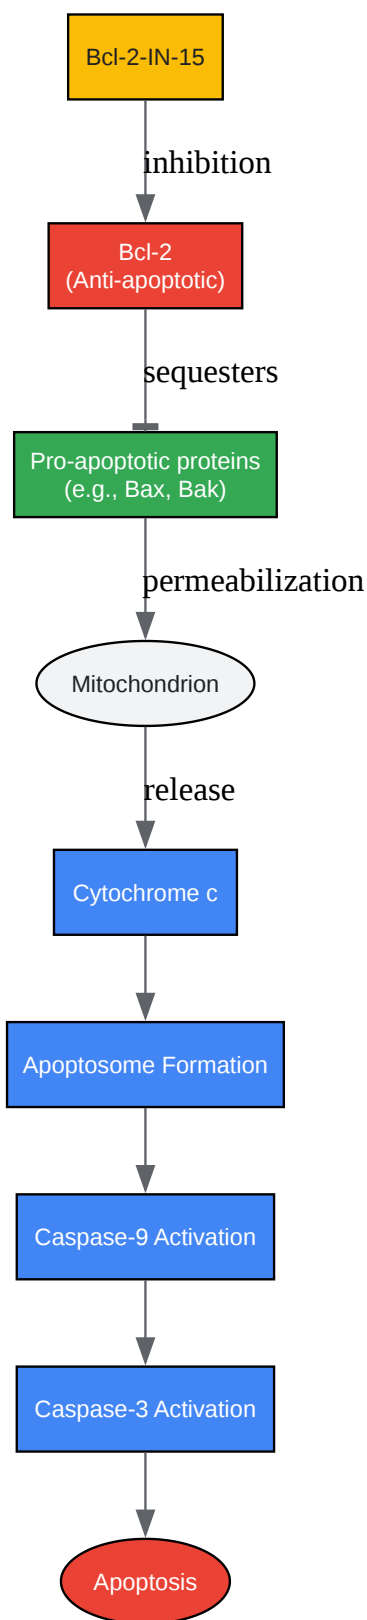 Bcl-2-IN-15
inhibition
Bcl-2
(Anti-apoptotic)
sequesters
Pro-apoptotic proteins
(e.g., Bax, Bak)
permeabilization
Mitochondrion
release
Cytochrome c
Apoptosome Formation
Caspase-9 Activation
Caspase-3 Activation
Apoptosis